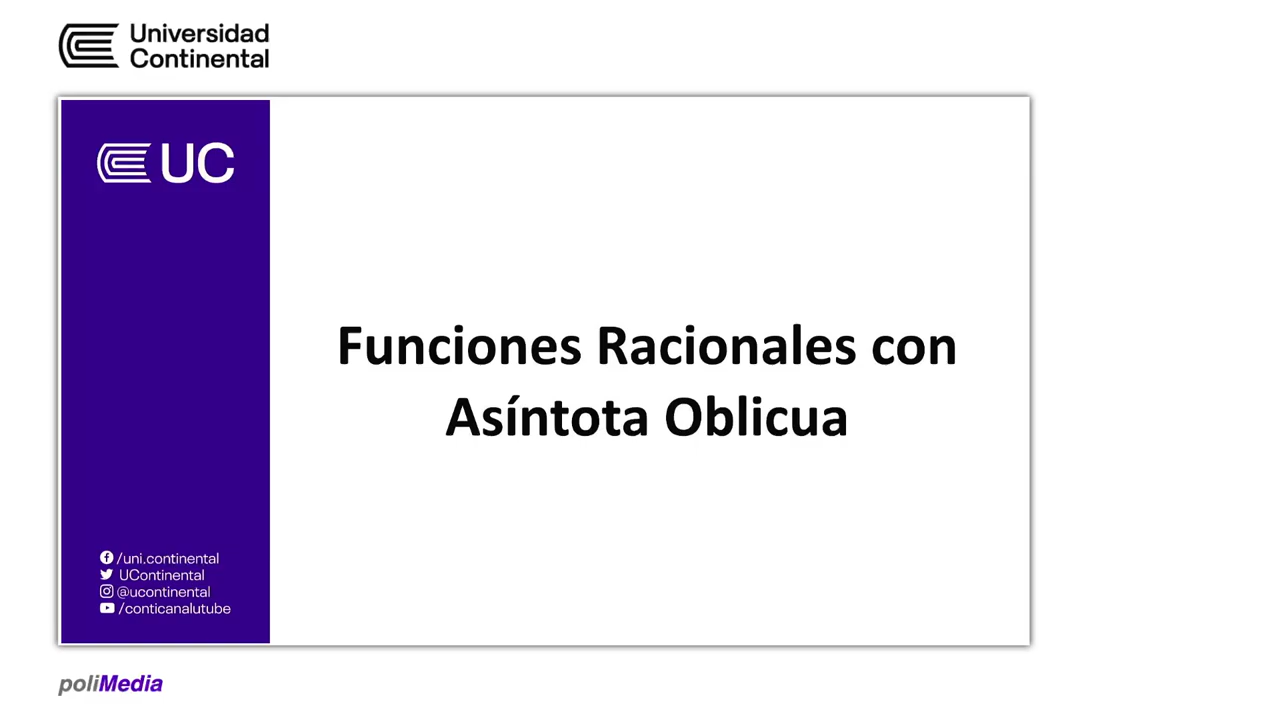 Universidad
Continental
UC
Funciones Racionales con
Asíntota Oblicua
/uni.continental
UContinental
@ucontinental
/conticanalutube
poliMedia